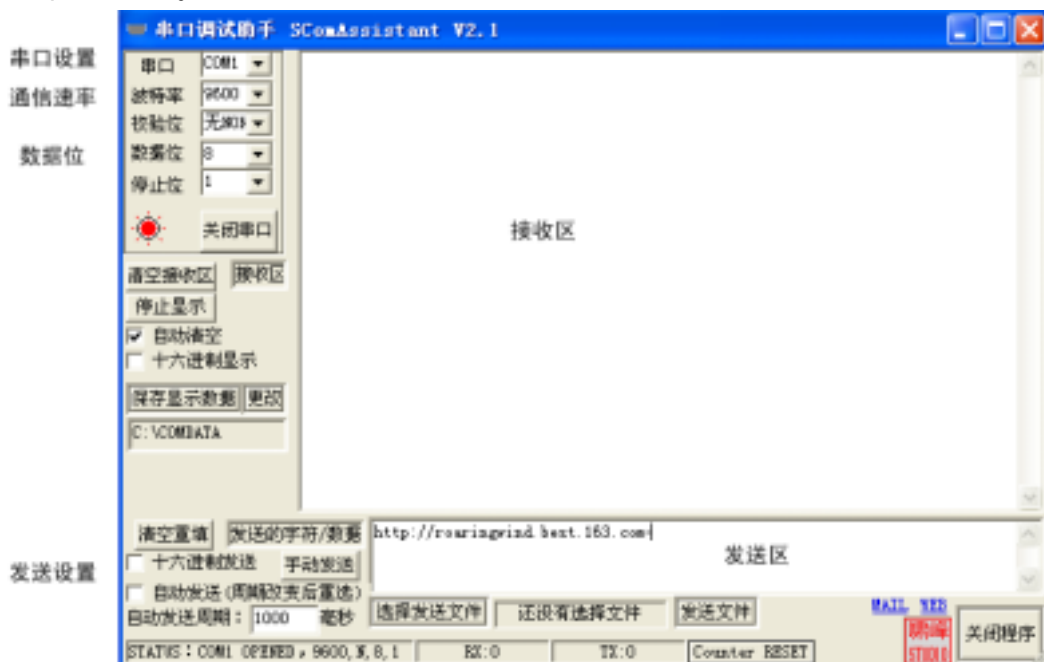 串口调试助手 SComAssistant V2.1
串口设置
串口 COM1
通信速率
波特率 9600
校验位 无NON
数据位
数据位 8
停止位 1
关闭串口
接收区
清空接收区 接收区
停止显示
自动清空
十六进制显示
保存显示数据 更改
C:\COMDATA
清空重填 发送的字符/数据 http://roaringwind.best.163.com
十六进制发送 手动发送
发送区
发送设置
自动发送(周期改变后重选)
自动发送周期: 1000 毫秒 选择发送文件 还没有选择文件 发送文件
MAIL WEB
关闭程序
STATUS:COM1 OPENED,9600,N,8,1 RX:0 TX:0 Counter RESET
STUDIO